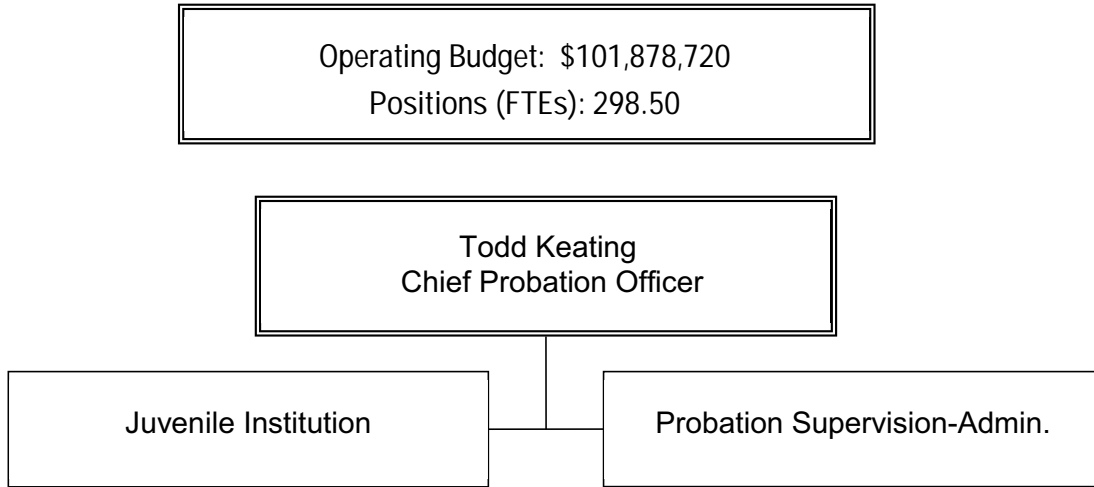 Operating Budget: $101,878,720
Positions (FTEs): 298.50
Todd Keating
Chief Probation Officer
Juvenile Institution
Probation Supervision-Admin.